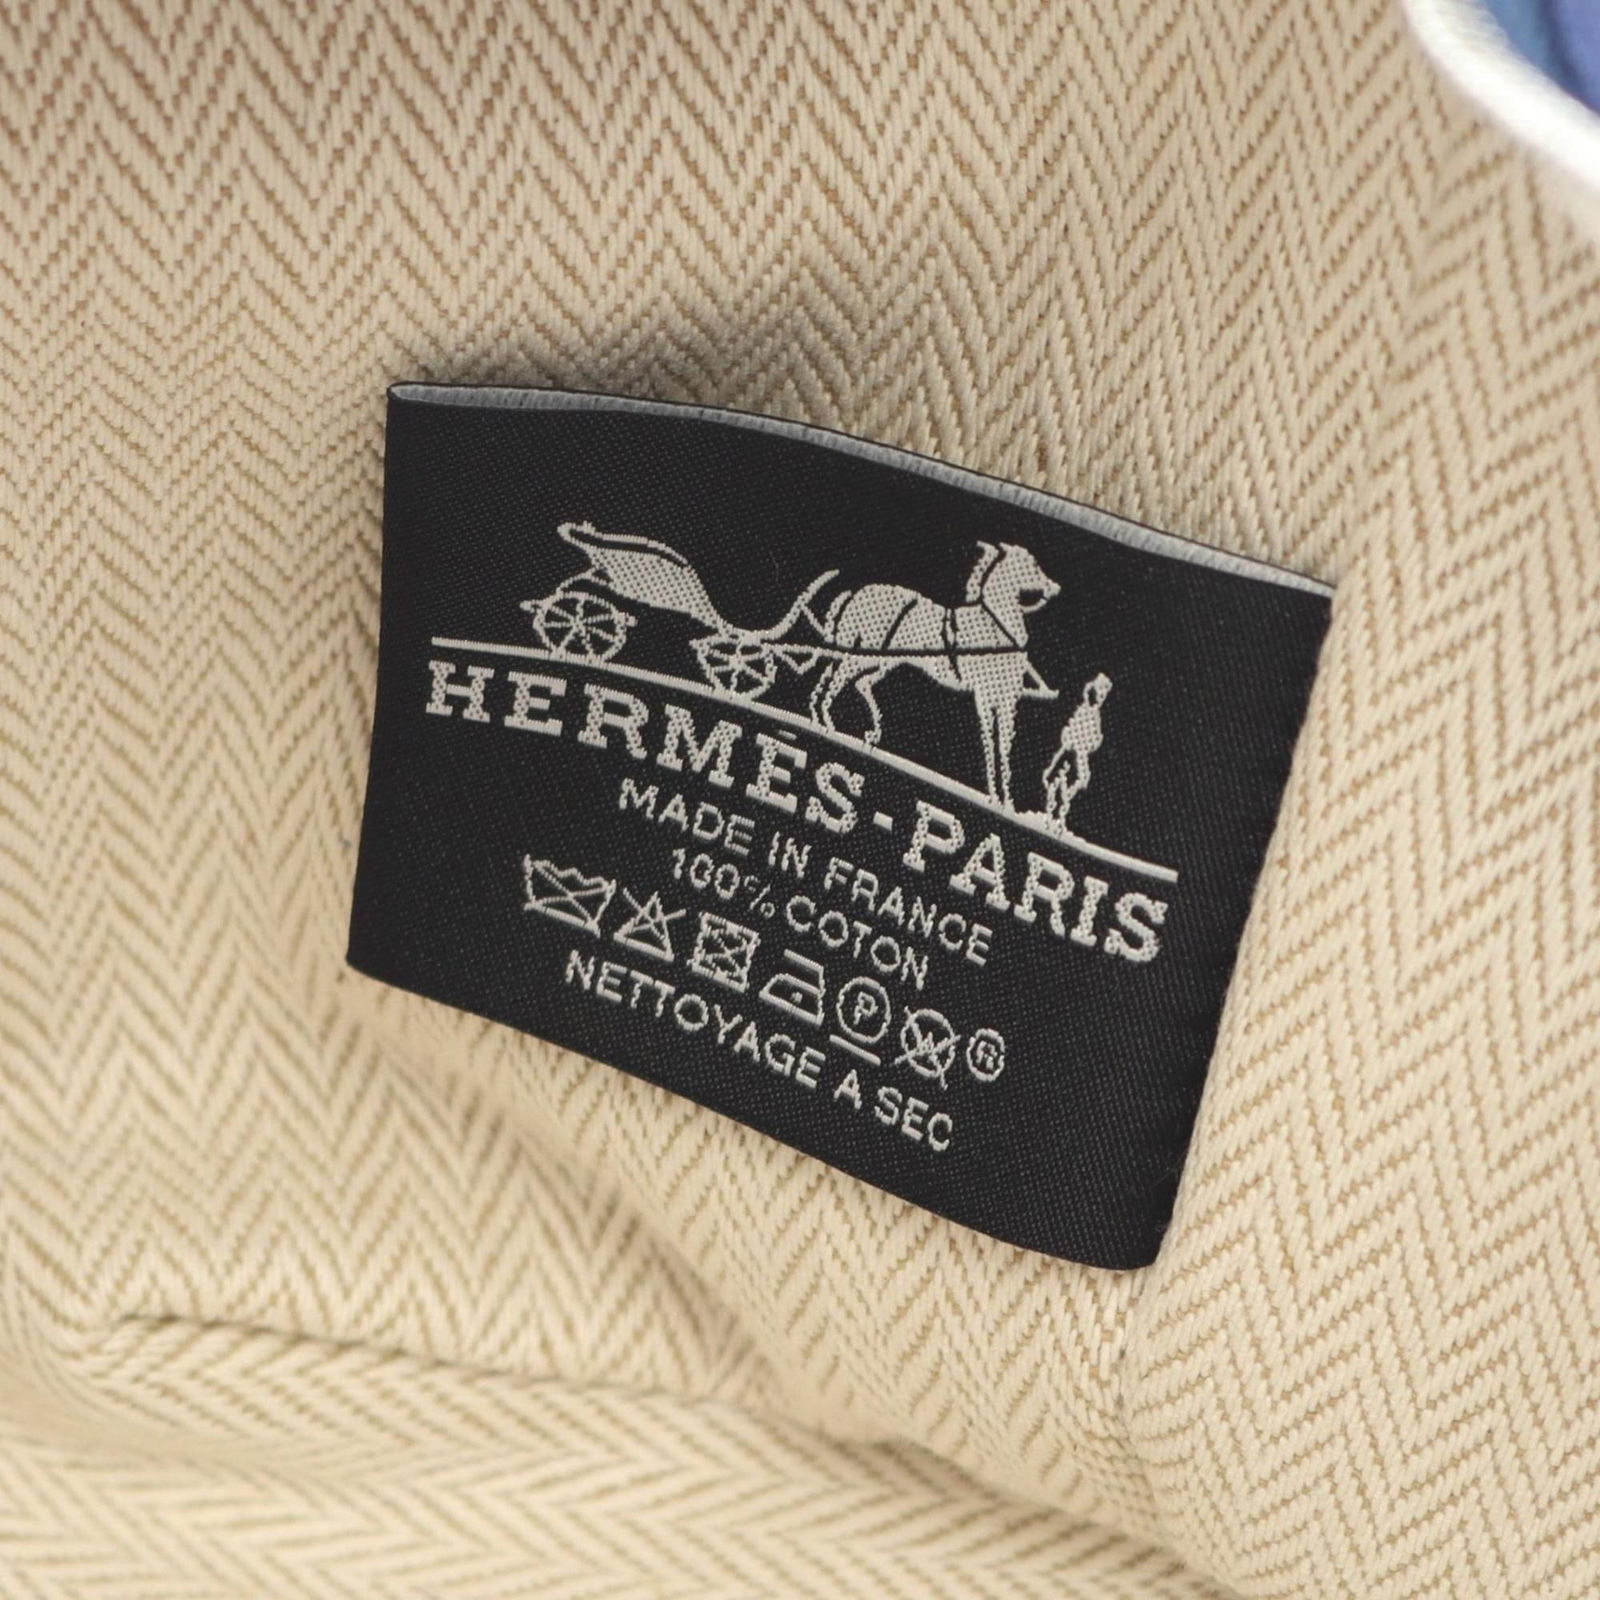 HERMÈS-PARIS
MADE IN FRANCE
100% COTON
P W ®
NETTOYAGE A SEC